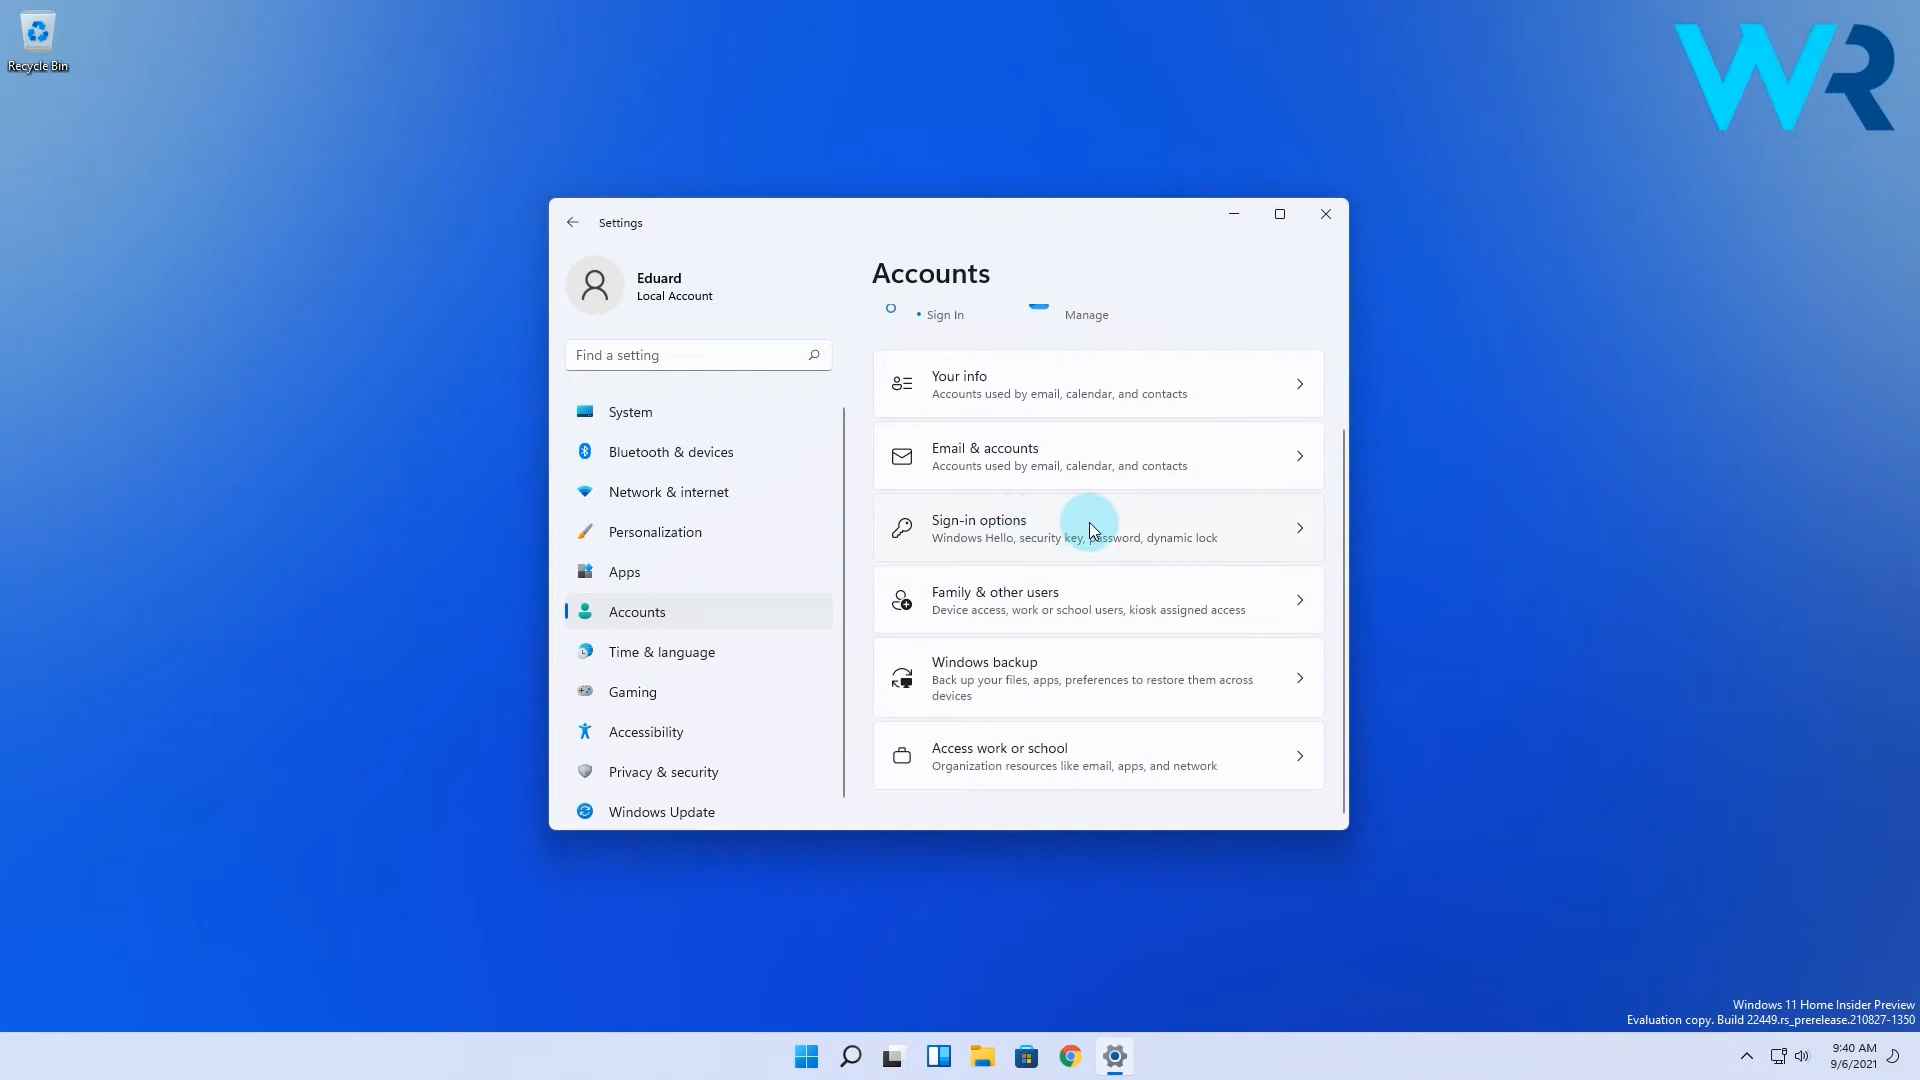 Recycle Bin
WR
Settings
Eduard
Local Account
Find a setting
System
Bluetooth & devices
Network & internet
Personalization
Apps
Accounts
Time & language
Gaming
Accessibility
Privacy & security
Windows Update
Accounts
• Sign In
Manage
Your info
Accounts used by email, calendar, and contacts
Email & accounts
Accounts used by email, calendar, and contacts
Sign-in options
Windows Hello, security key, password, dynamic lock
Family & other users
Device access, work or school users, kiosk assigned access
Windows backup
Back up your files, apps, preferences to restore them across
devices
Access work or school
Organization resources like email, apps, and network
Windows 11 Home Insider Preview
Evaluation copy. Build 22449.rs_prerelease.210827-1350
9:40 AM
9/6/2021